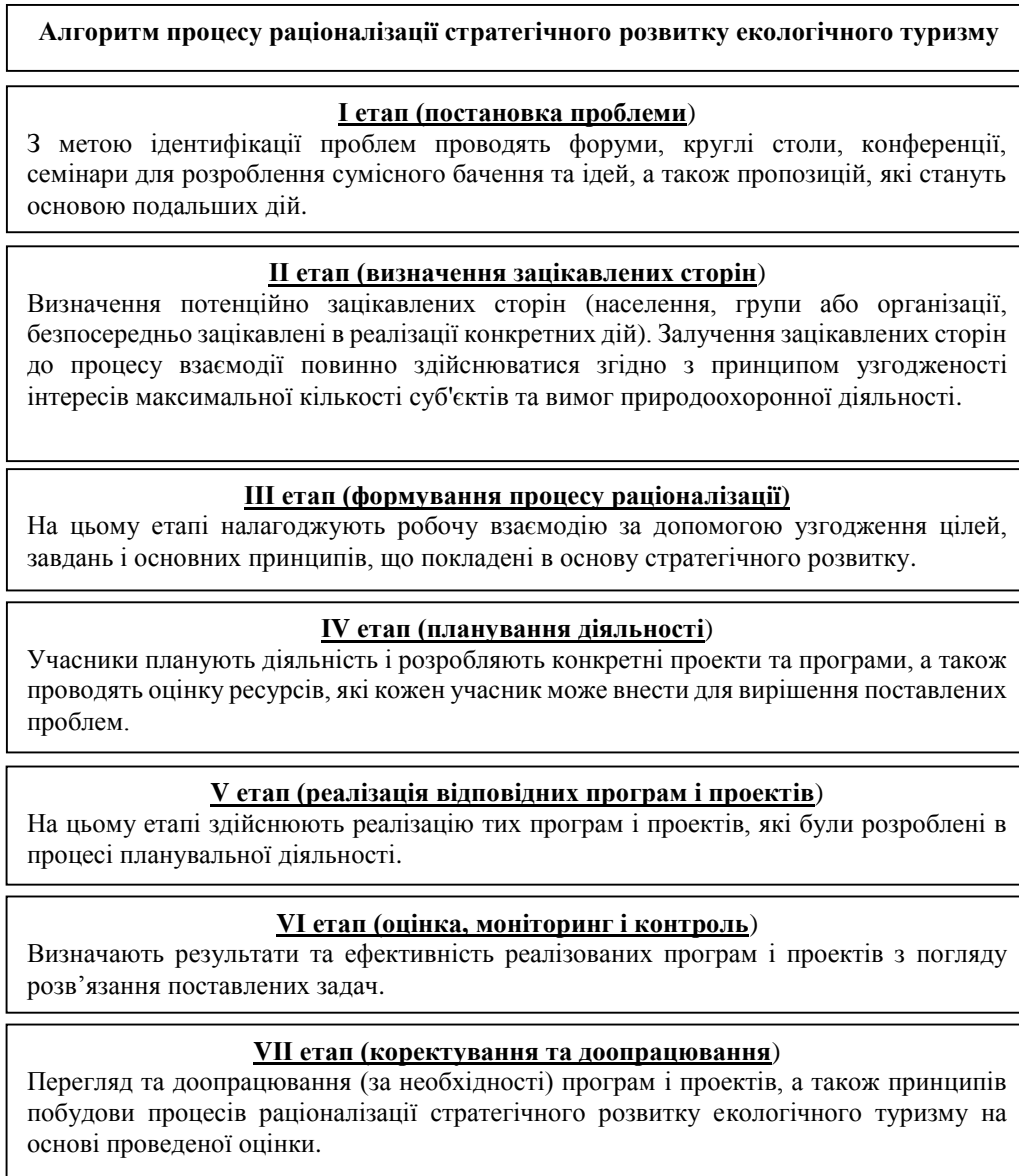 Алгоритм процесу раціоналізації стратегічного розвитку екологічного туризму
I етап (постановка проблеми)
З метою ідентифікації проблем проводять форуми, круглі столи, конференції,
семінари для розроблення сумісного бачення та ідей, а також пропозицій, які стануть
основою подальших дій.
II етап (визначення зацікавлених сторін)
Визначення потенційно зацікавлених сторін (населення, групи або організації,
безпосередньо зацікавлені в реалізації конкретних дій). Залучення зацікавлених сторін
до процесу взаємодії повинно здійснюватися згідно з принципом узгодженості
інтересів максимальної кількості суб'єктів та вимог природоохоронної діяльності.
III етап (формування процесу раціоналізації)
На цьому етапі налагоджують робочу взаємодію за допомогою узгодження цілей,
завдань і основних принципів, що покладені в основу стратегічного розвитку.
IV етап (планування діяльності)
Учасники планують діяльність і розробляють конкретні проекти та програми, а також
проводять оцінку ресурсів, які кожен учасник може внести для вирішення поставлених
проблем.
V етап (реалізація відповідних програм і проектів)
На цьому етапі здійснюють реалізацію тих програм і проектів, які були розроблені в
процесі планувальної діяльності.
VI етап (оцінка, моніторинг і контроль)
Визначають результати та ефективність реалізованих програм і проектів з погляду
розв’язання поставлених задач.
VII етап (коректування та доопрацювання)
Перегляд та доопрацювання (за необхідності) програм і проектів, а також принципів
побудови процесів раціоналізації стратегічного розвитку екологічного туризму на
основі проведеної оцінки.